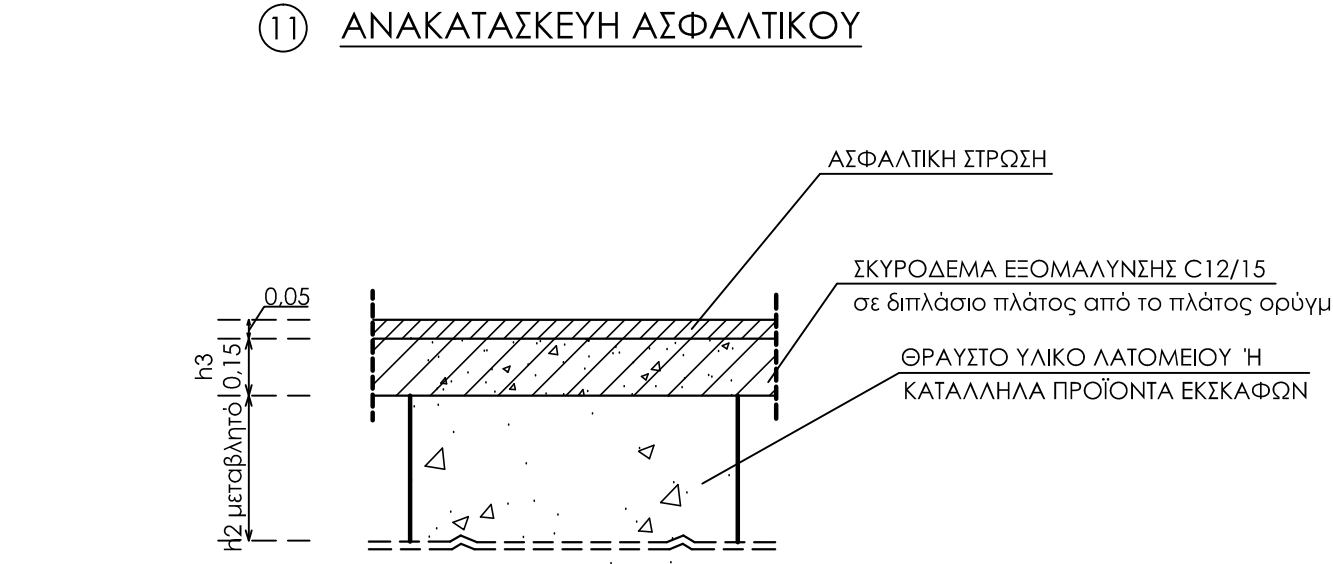 11 ΑΝΑΚΑΤΑΣΚΕΥΗ ΑΣΦΑΛΤΙΚΟΥ
ΑΣΦΑΛΤΙΚΗ ΣΤΡΩΣΗ
ΣΚΥΡΟΔΕΜΑ ΕΞΟΜΑΛΥΝΣΗΣ C12/15
σε διπλάσιο πλάτος από το πλάτος ορύγμ
ΘΡΑΥΣΤΟ ΥΛΙΚΟ ΛΑΤΟΜΕΙΟΥ Ή
ΚΑΤΑΛΛΗΛΑ ΠΡΟΪΟΝΤΑ ΕΚΣΚΑΦΩΝ
0,05
h3
0,15
h2 μεταβλητό